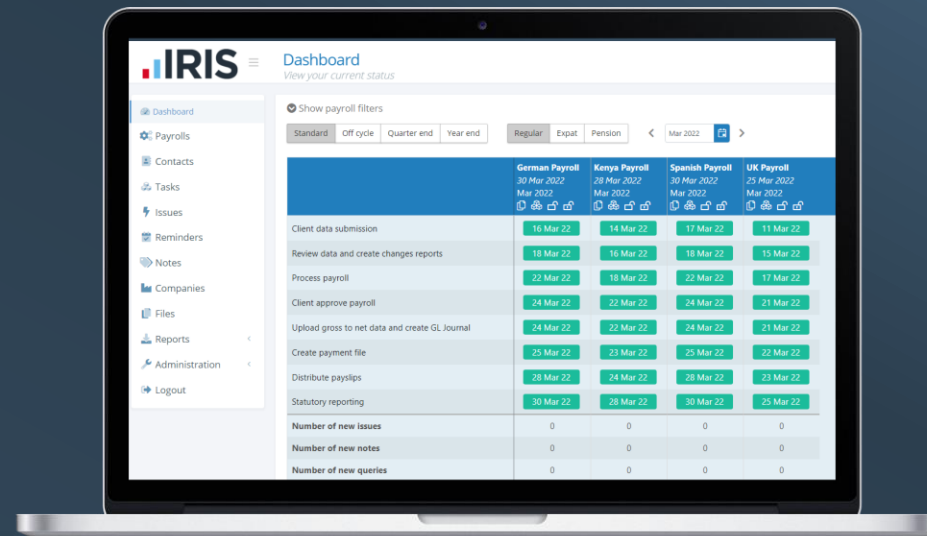 IRIS
Dashboard
View your current status
Dashboard
Payrolls
Contacts
Tasks
Issues
Reminders
Notes
Companies
Files
Reports
Administration
Logout
Show payroll filters
Standard Off cycle Quarter end Year end Regular Expat Pension Mar 2022
German Payroll Kenya Payroll Spanish Payroll UK Payroll
30 Mar 2022 28 Mar 2022 30 Mar 2022 25 Mar 2022
Mar 2022 Mar 2022 Mar 2022 Mar 2022
Client data submission 16 Mar 22 14 Mar 22 17 Mar 22 11 Mar 22
Review data and create changes reports 18 Mar 22 16 Mar 22 18 Mar 22 15 Mar 22
Process payroll 22 Mar 22 18 Mar 22 22 Mar 22 17 Mar 22
Client approve payroll 24 Mar 22 22 Mar 22 24 Mar 22 21 Mar 22
Upload gross to net data and create GL Journal 24 Mar 22 22 Mar 22 24 Mar 22 21 Mar 22
Create payment file 25 Mar 22 23 Mar 22 25 Mar 22 22 Mar 22
Distribute payslips 28 Mar 22 24 Mar 22 28 Mar 22 23 Mar 22
Statutory reporting 30 Mar 22 28 Mar 22 30 Mar 22 25 Mar 22
Number of new issues 0 0 0 0
Number of new notes 0 0 0 0
Number of new queries 0 0 0 0